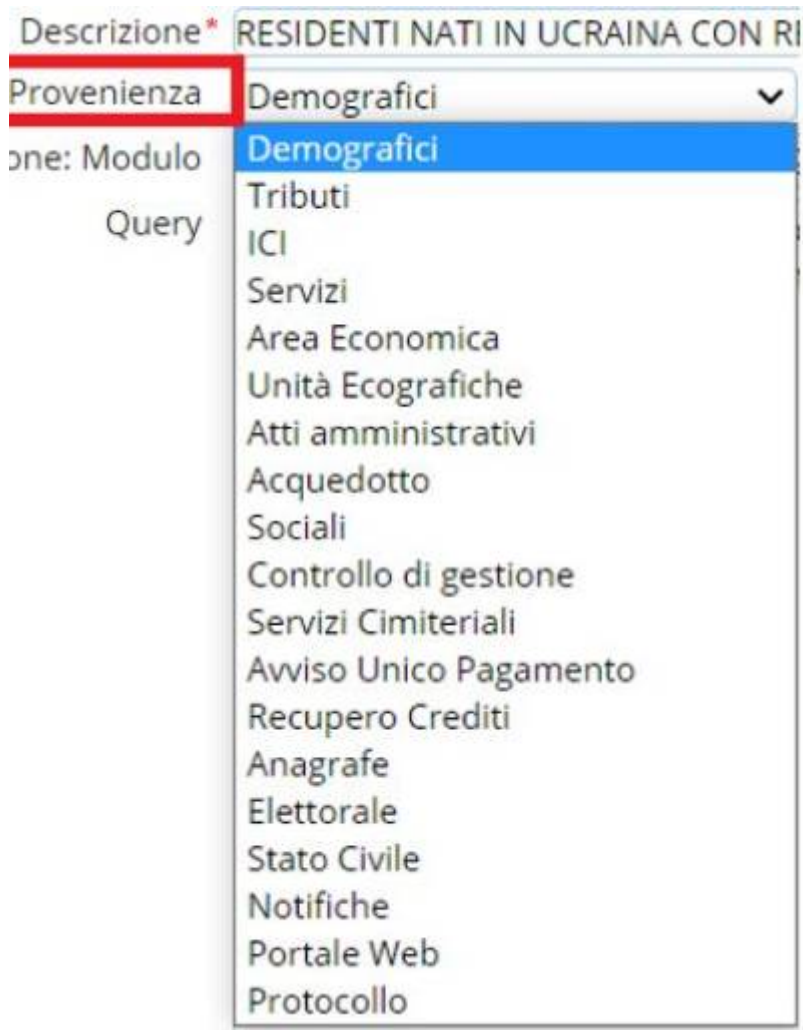 Descrizione* RESIDENTI NATI IN UCRAINA CON
Provenienza Demografici
one: Modulo
Query
Demografici
Tributi
ICI
Servizi
Area Economica
Unità Ecografiche
Atti amministrativi
Acquedotto
Sociali
Controllo di gestione
Servizi Cimiteriali
Avviso Unico Pagamento
Recupero Crediti
Anagrafe
Elettorale
Stato Civile
Notifiche
Portale Web
Protocollo